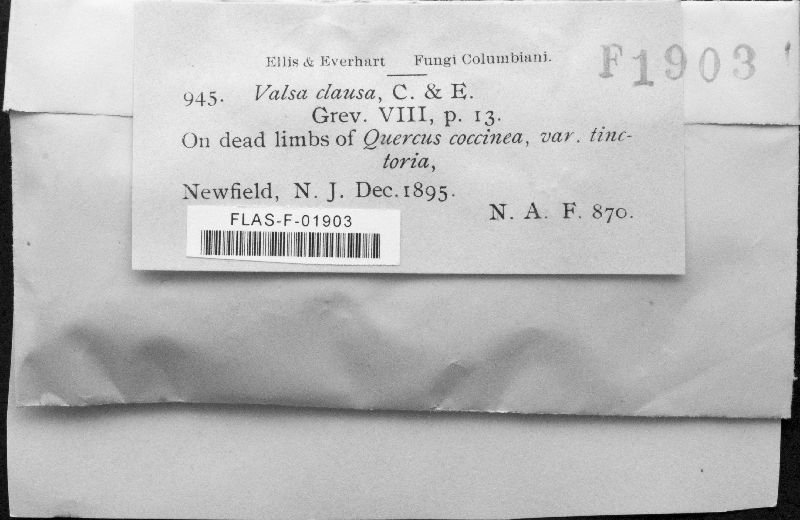 Ellis & Everhart Fungi Columbiani.
F1903
945. Valsa clausa, C. & E.
Grev. VIII, p. 13.
On dead limbs of Quercus coccinea, var. tinc-
toria,
Newfield, N. J. Dec. 1895.
N. A. F. 870.
FLAS-F-01903